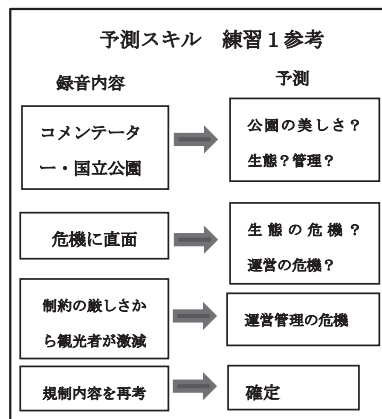 予測スキル　練習１参考
録音内容
予測
コメンテータ
ー・国立公園
公園の美しさ？
生態？管理？
危機に直面
生態の危機？
運営の危機？
制約の厳しさか
ら観光者が激減
運営管理の危機
規制内容を再考
確定